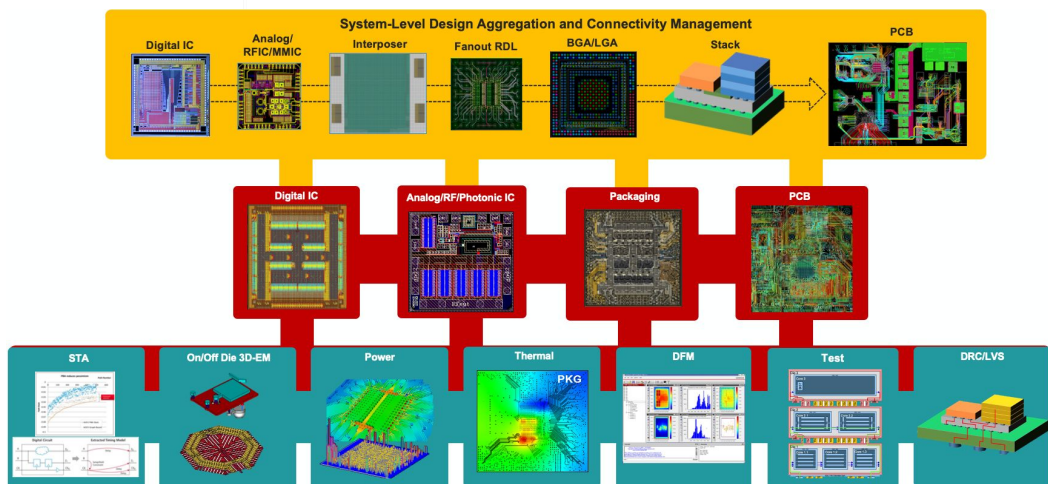 System-Level Design Aggregation and Connectivity Management
Digital IC
Analog/
RFIC/MMIC
Interposer
Fanout RDL
BGA/LGA
Stack
PCB
Digital IC
Analog/RF/Photonic IC
Packaging
PCB
STA
On/Off Die 3D-EM
Power
Thermal
DFM
Test
DRC/LVS
PKG
Digital Circuit
Extracted Timing Model